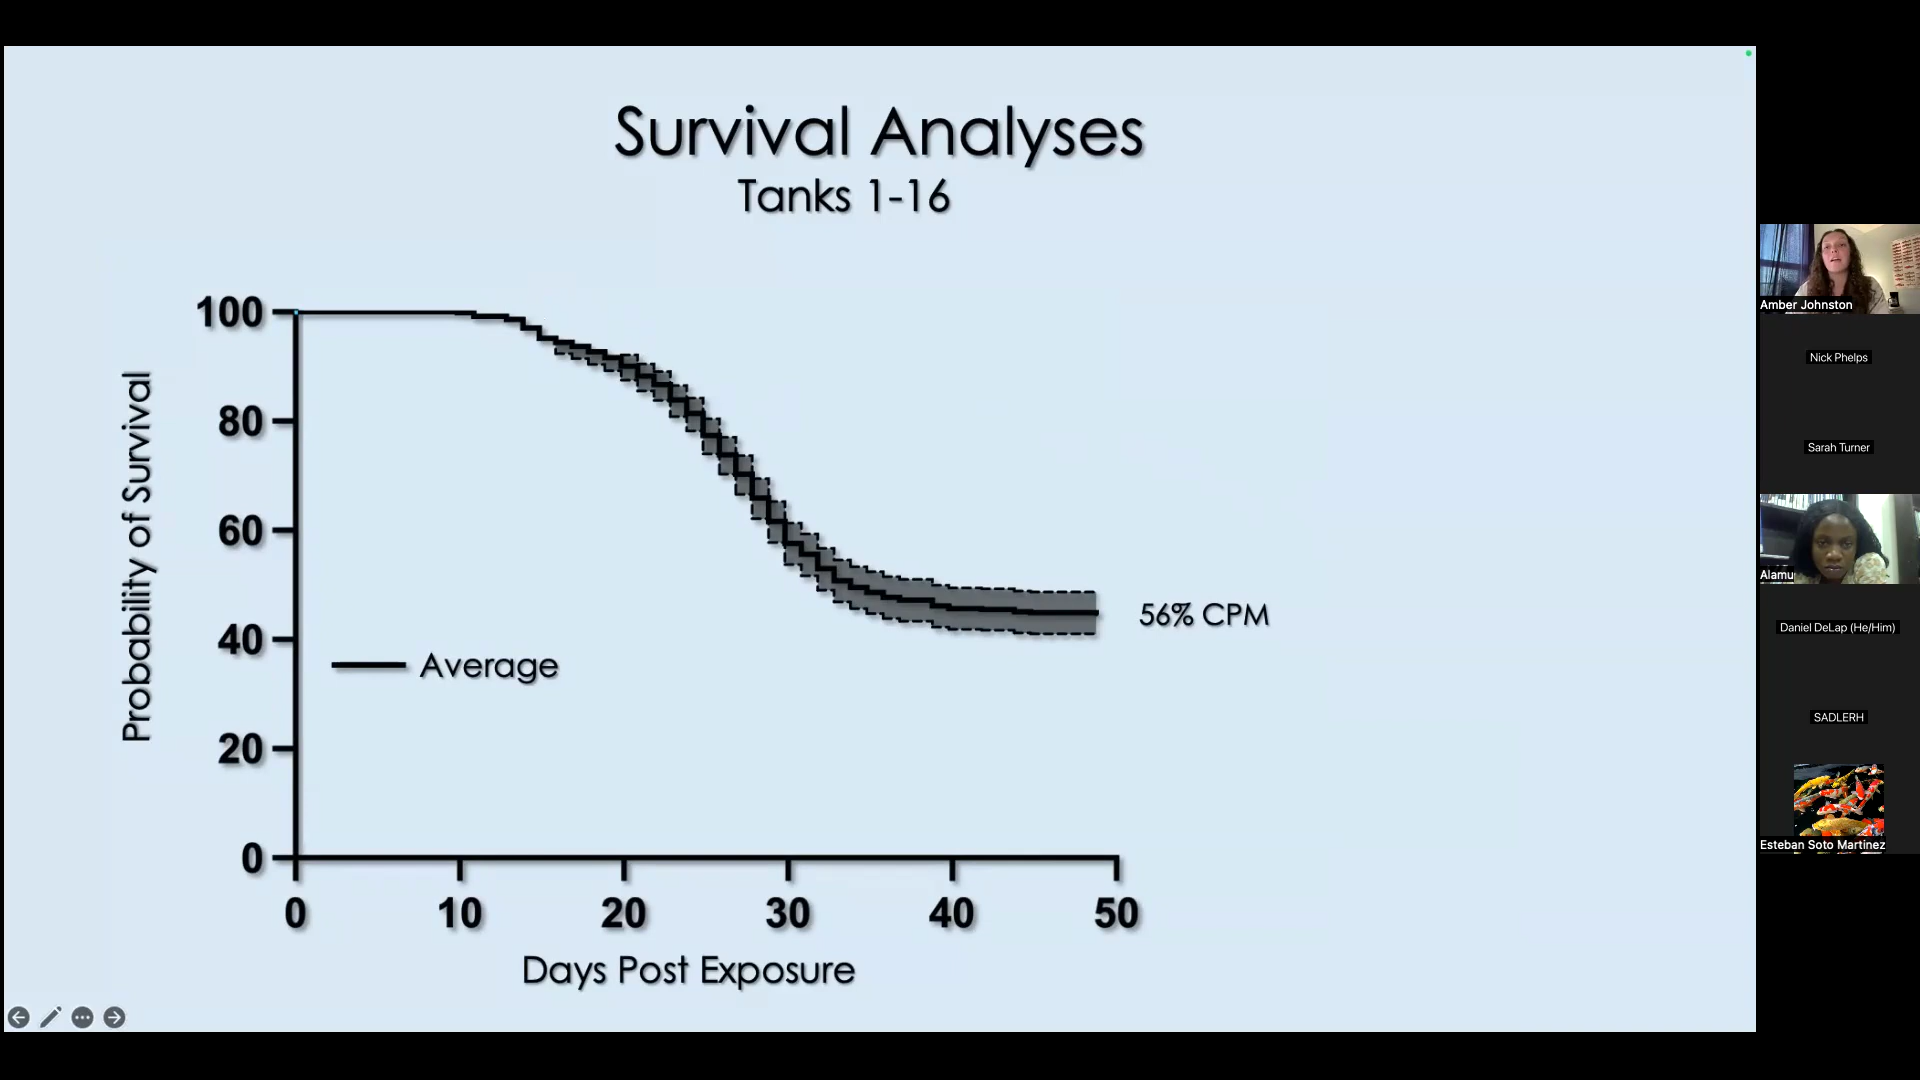 Survival Analyses
Tanks 1-16
Probability of Survival
100
80
60
40
20
0
Average
56% CPM
0 10 20 30 40 50
Days Post Exposure
Amber Johnston
Nick Phelps
Sarah Turner
Alamu
Daniel DeLap (He/Him)
SADLERH
Esteban Soto Martinez